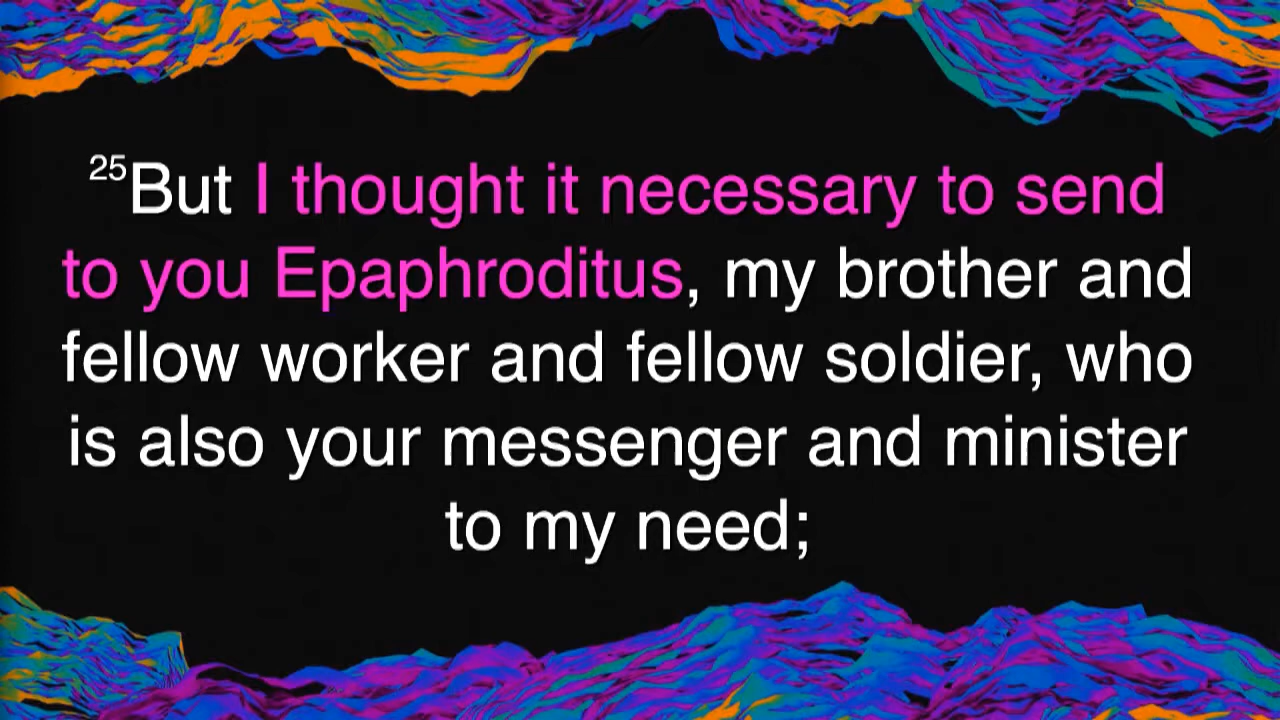 25But I thought it necessary to send
to you Epaphroditus, my brother and
fellow worker and fellow soldier, who
is also your messenger and minister
to my need;